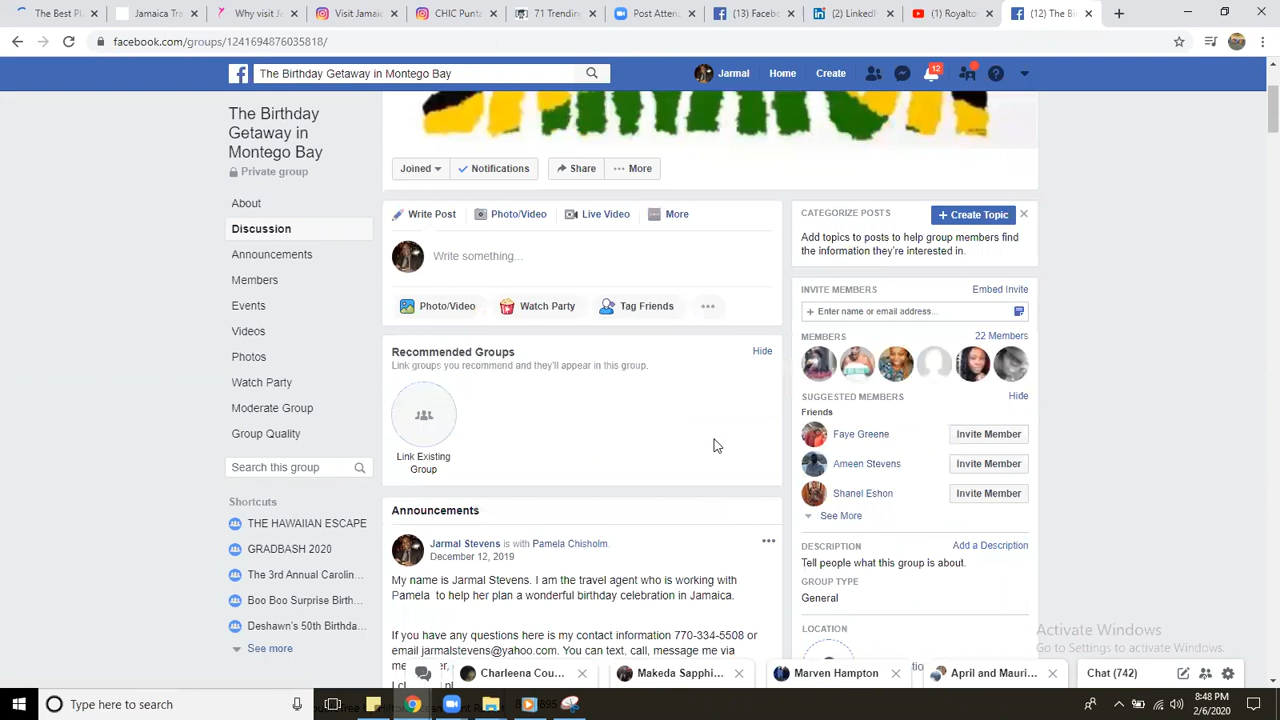 The Best Pl
Jamaica Tra
Why visit Je
Visit Jamaic
CHIC Punta
71 Trending
Post Atten
(13) Faceb
(2) LinkedI
(1) Royalto
(12) The Bi
facebook.com/groups/1241694876035818/
The Birthday Getaway in Montego Bay
Jarmal
Home
Create
12
The Birthday
Getaway in
Montego Bay
Private group
About
Discussion
Announcements
Members
Events
Videos
Photos
Watch Party
Moderate Group
Group Quality
Search this group
Shortcuts
THE HAWAIIAN ESCAPE
GRADBASH 2020
The 3rd Annual Carolin...
Boo Boo Surprise Birth...
Deshawn's 50th Birthda...
See more
Joined
Notifications
Share
More
Write Post
Photo/Video
Live Video
More
Write something...
Photo/Video
Watch Party
Tag Friends
Recommended Groups
Hide
Link groups you recommend and they'll appear in this group.
Link Existing
Group
Announcements
Jarmal Stevens is with Pamela Chisholm.
December 12, 2019
My name is Jarmal Stevens. I am the travel agent who is working with
Pamela to help her plan a wonderful birthday celebration in Jamaica.
If you have any questions here is my contact information 770-334-5508 or
email jarmalstevens@yahoo.com. You can text, call, message me via
CATEGORIZE POSTS
+ Create Topic
Add topics to posts to help group members find
the information they're interested in.
INVITE MEMBERS
Embed Invite
+ Enter name or email address...
MEMBERS
22 Members
SUGGESTED MEMBERS
Hide
Friends
Faye Greene
Invite Member
Ameen Stevens
Invite Member
Shanel Eshon
Invite Member
See More
DESCRIPTION
Add a Description
Tell people what this group is about.
GROUP TYPE
General
LOCATION
Activate Windows
Go to Settings to activate Windows.
Charleena Cou...
Makeda Sapphi...
Marven Hampton
April and Mauri...
Chat (742)
Type here to search
8:48 PM
2/6/2020